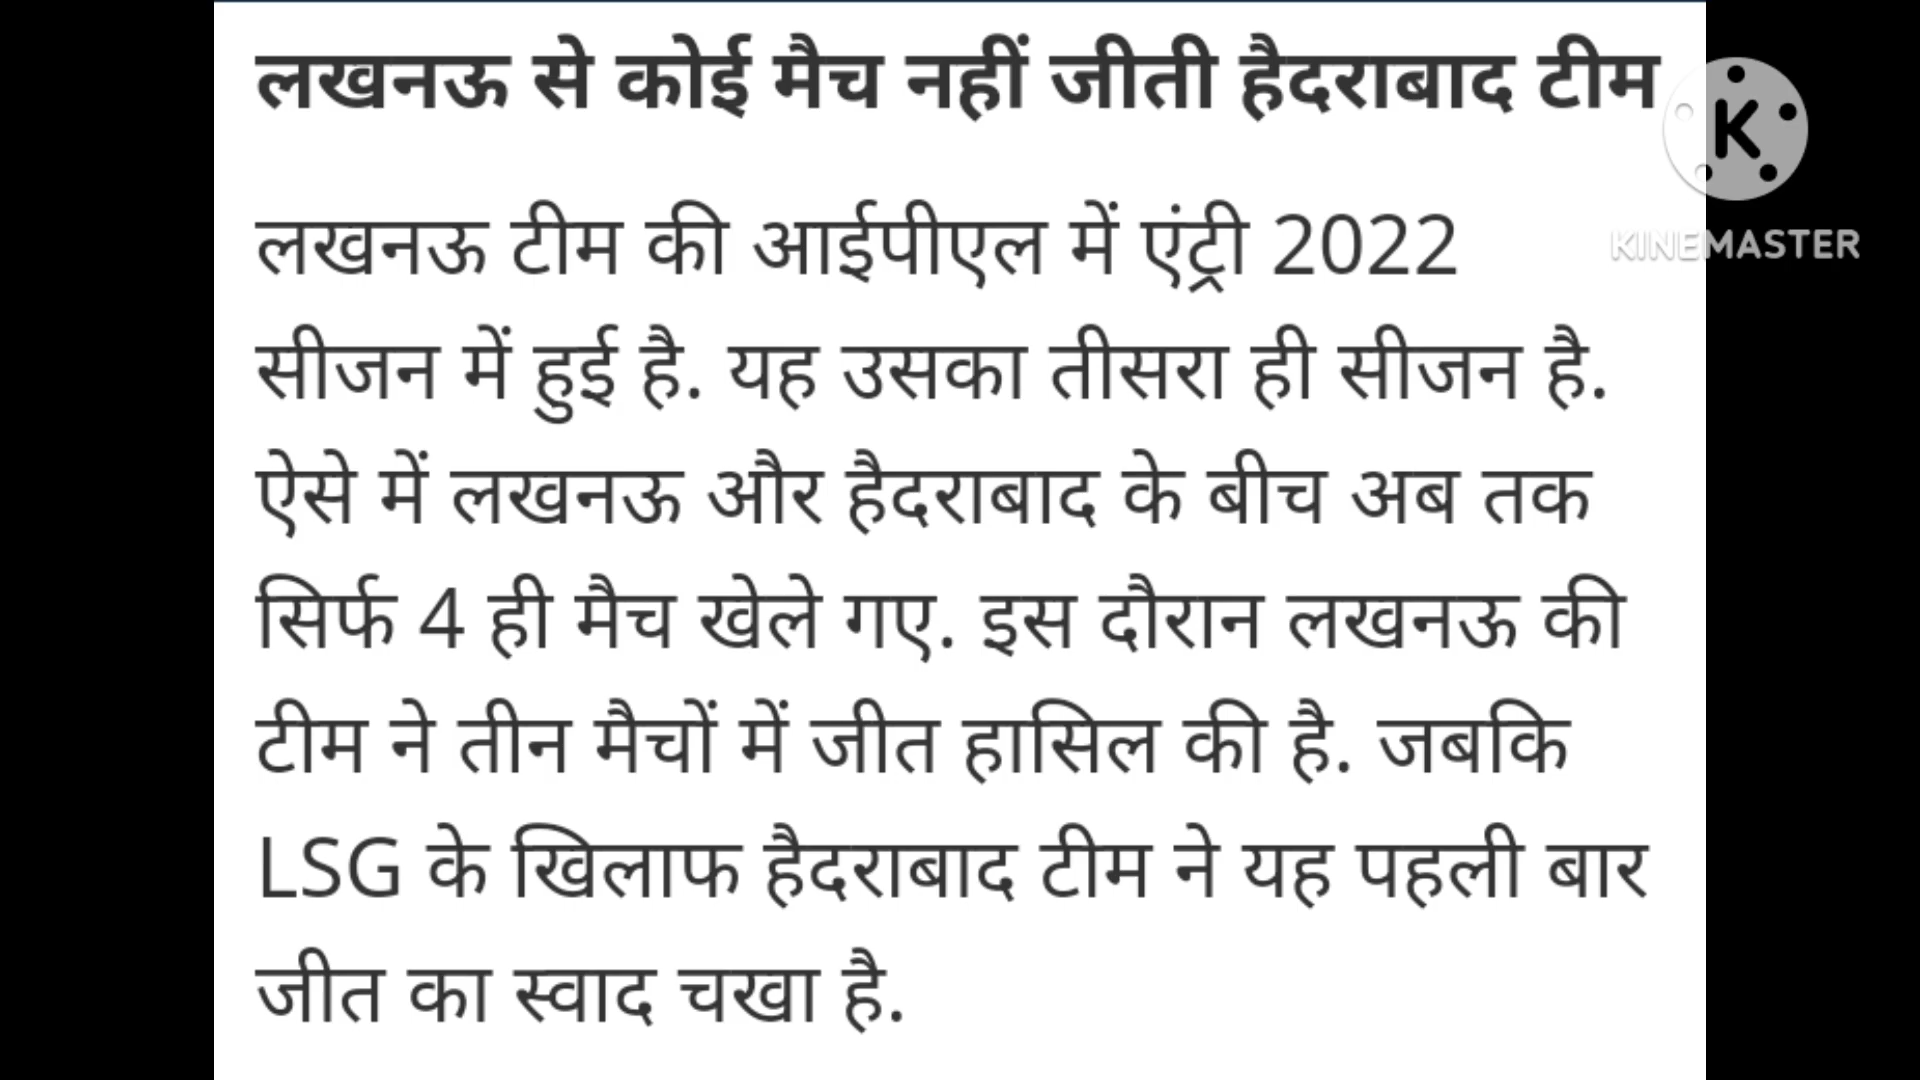 लखनऊ से कोई मैच नहीं जीती हैदराबाद टीम
K
KINEMASTER
लखनऊ टीम की आईपीएल में एंट्री 2022
सीजन में हुई है. यह उसका तीसरा ही सीजन है.
ऐसे में लखनऊ और हैदराबाद के बीच अब तक
सिर्फ 4 ही मैच खेले गए. इस दौरान लखनऊ की
टीम ने तीन मैचों में जीत हासिल की है. जबकि
LSG के खिलाफ हैदराबाद टीम ने यह पहली बार
जीत का स्वाद चखा है.